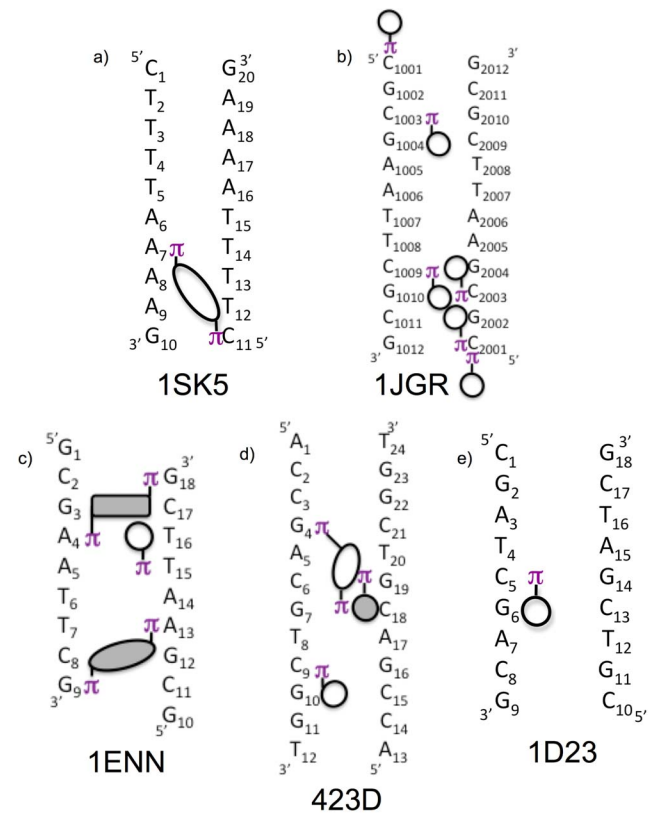 a)
5′ 3′
C1 G20
T2 A19
T3 A18
T4 A17
T5 A16
A6 T15
A7 π T14
A8 T13
A9 T12
3′ G10 π C11 5′
1SK5
b)
π
5′ 3′
C1001 G2012
G1002 C2011
C1003 π G2010
G1004 C2009
A1005 T2008
A1006 T2007
T1007 A2006
T1008 A2005
C1009 π G2004
G1010 π C2003
C1011 G2002
G1012 π C2001
3′ π 5′
1JGR
c)
5′ G1
3′
C2 π G18
G3 C17
A4 π T16
A5 π T15
T6 A14
T7 π A13
C8 G12
G9 π C11
3′ G10
5′
1ENN
d)
5′ 3′
A1 T24
C2 G23
C3 G22
G4 π C21
A5 T20
C6 π G19
G7 π C18
T8 A17
C9 π G16
G10 C15
G11 C14
T12 A13
3′ 5′
423D
e)
5′ 3′
C1 G18
G2 C17
A3 T16
T4 A15
C5 π G14
G6 C13
A7 T12
C8 G11
3′ G9 C10 5′
1D23